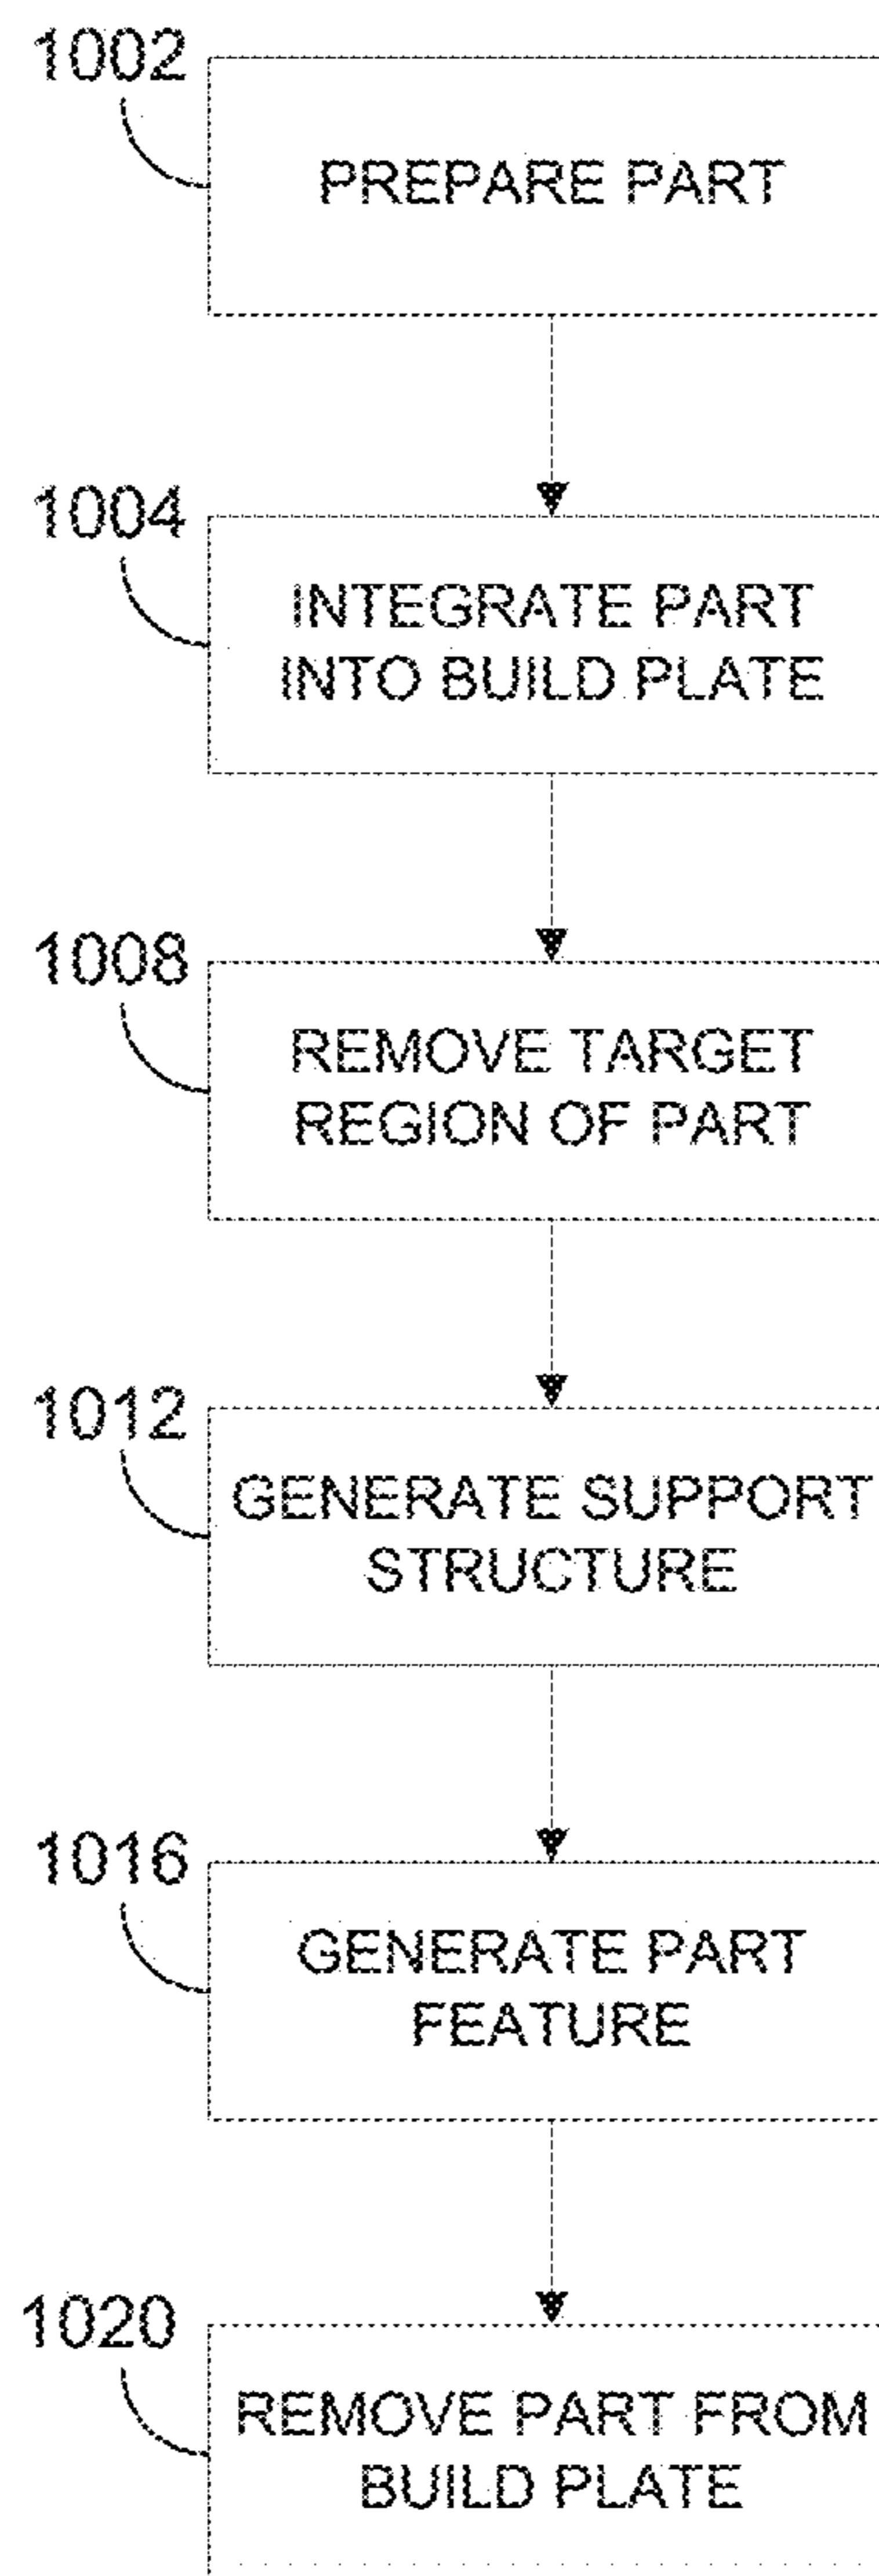 1002
PREPARE PART
1004
INTEGRATE PART
INTO BUILD PLATE
1008
REMOVE TARGET
REGION OF PART
1012
GENERATE SUPPORT
STRUCTURE
1016
GENERATE PART
FEATURE
1020
REMOVE PART FROM
BUILD PLATE